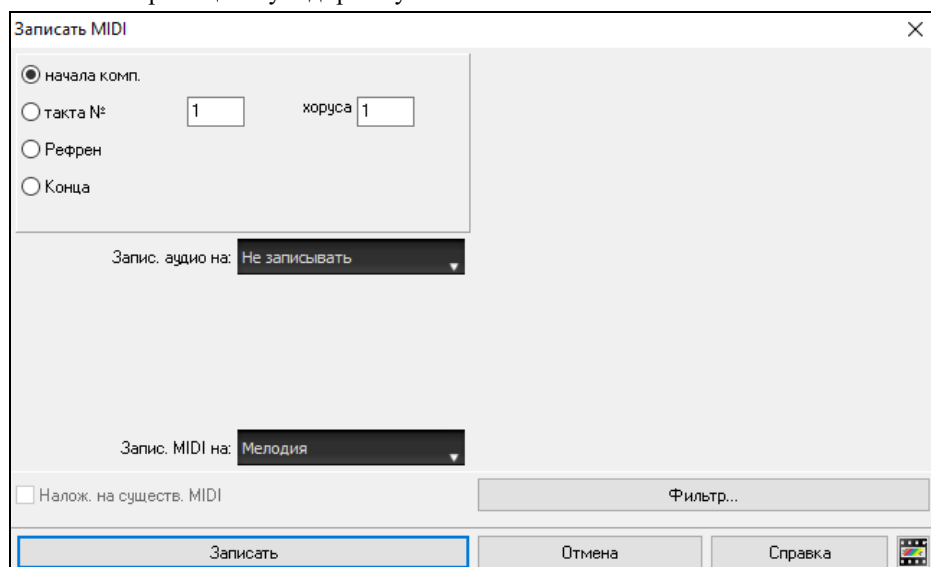 Записать MIDI
начала комп.
такта № 1 хоруса 1
Рефрен
Конца
Запис. аудио на: Не записывать
Запис. MIDI на: Мелодия
Налож. на существ. MIDI Фильтр...
Записать Отмена Справка